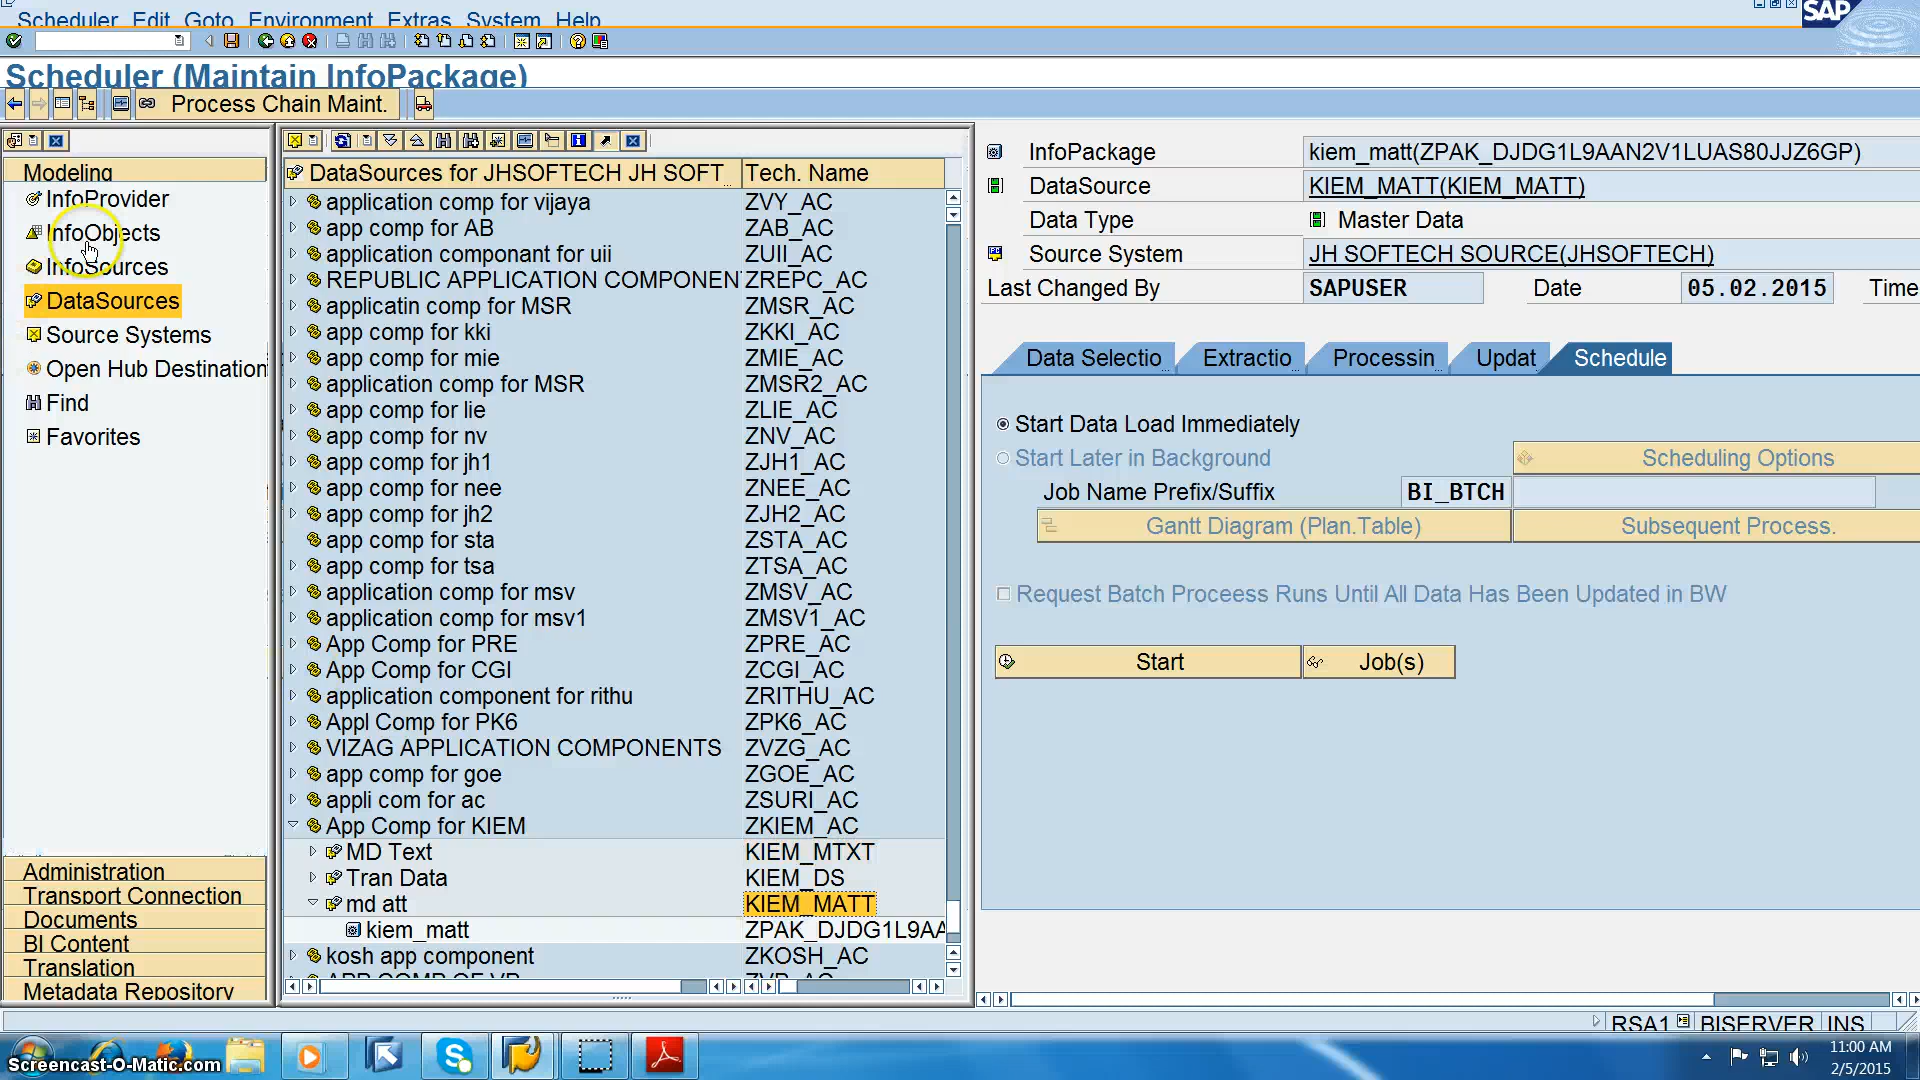 Scheduler Edit Goto Environment Extras System Help
SAP
Scheduler (Maintain InfoPackage)
Process Chain Maint.
Modeling
InfoProvider
InfoObjects
InfoSources
DataSources
Source Systems
Open Hub Destination
Find
Favorites
Administration
Transport Connection
Documents
BI Content
Translation
Metadata Repository
DataSources for JHSOFTECH JH SOFT Tech. Name
application comp for vijaya ZVY_AC
app comp for AB ZAB_AC
application componant for uii ZUII_AC
REPUBLIC APPLICATION COMPONEN ZREPC_AC
applicatin comp for MSR ZMSR_AC
app comp for kki ZKKI_AC
app comp for mie ZMIE_AC
application comp for MSR ZMSR2_AC
app comp for lie ZLIE_AC
app comp for nv ZNV_AC
app comp for jh1 ZJH1_AC
app comp for nee ZNEE_AC
app comp for jh2 ZJH2_AC
app comp for sta ZSTA_AC
app comp for tsa ZTSA_AC
application comp for msv ZMSV_AC
application comp for msv1 ZMSV1_AC
App Comp for PRE ZPRE_AC
App Comp for CGI ZCGI_AC
application component for rithu ZRITHU_AC
Appl Comp for PK6 ZPK6_AC
VIZAG APPLICATION COMPONENTS ZVZG_AC
app comp for goe ZGOE_AC
appli com for ac ZSURI_AC
App Comp for KIEM ZKIEM_AC
MD Text KIEM_MTXT
Tran Data KIEM_DS
md att KIEM_MATT
kiem_matt ZPAK_DJDG1L9AA
kosh app component ZKOSH_AC
InfoPackage kiem_matt(ZPAK_DJDG1L9AAN2V1LUAS80JJZ6GP)
DataSource KIEM_MATT(KIEM_MATT)
Data Type Master Data
Source System JH SOFTECH SOURCE(JHSOFTECH)
Last Changed By SAPUSER Date 05.02.2015 Time
Data Selectio Extractio Processin Updat Schedule
Start Data Load Immediately
Start Later in Background Scheduling Options
Job Name Prefix/Suffix BI_BTCH
Gantt Diagram (Plan.Table) Subsequent Process.
Request Batch Proceess Runs Until All Data Has Been Updated in BW
Start Job(s)
RSA1 BISERVER INS
Screencast-O-Matic.com
11:00 AM
2/5/2015